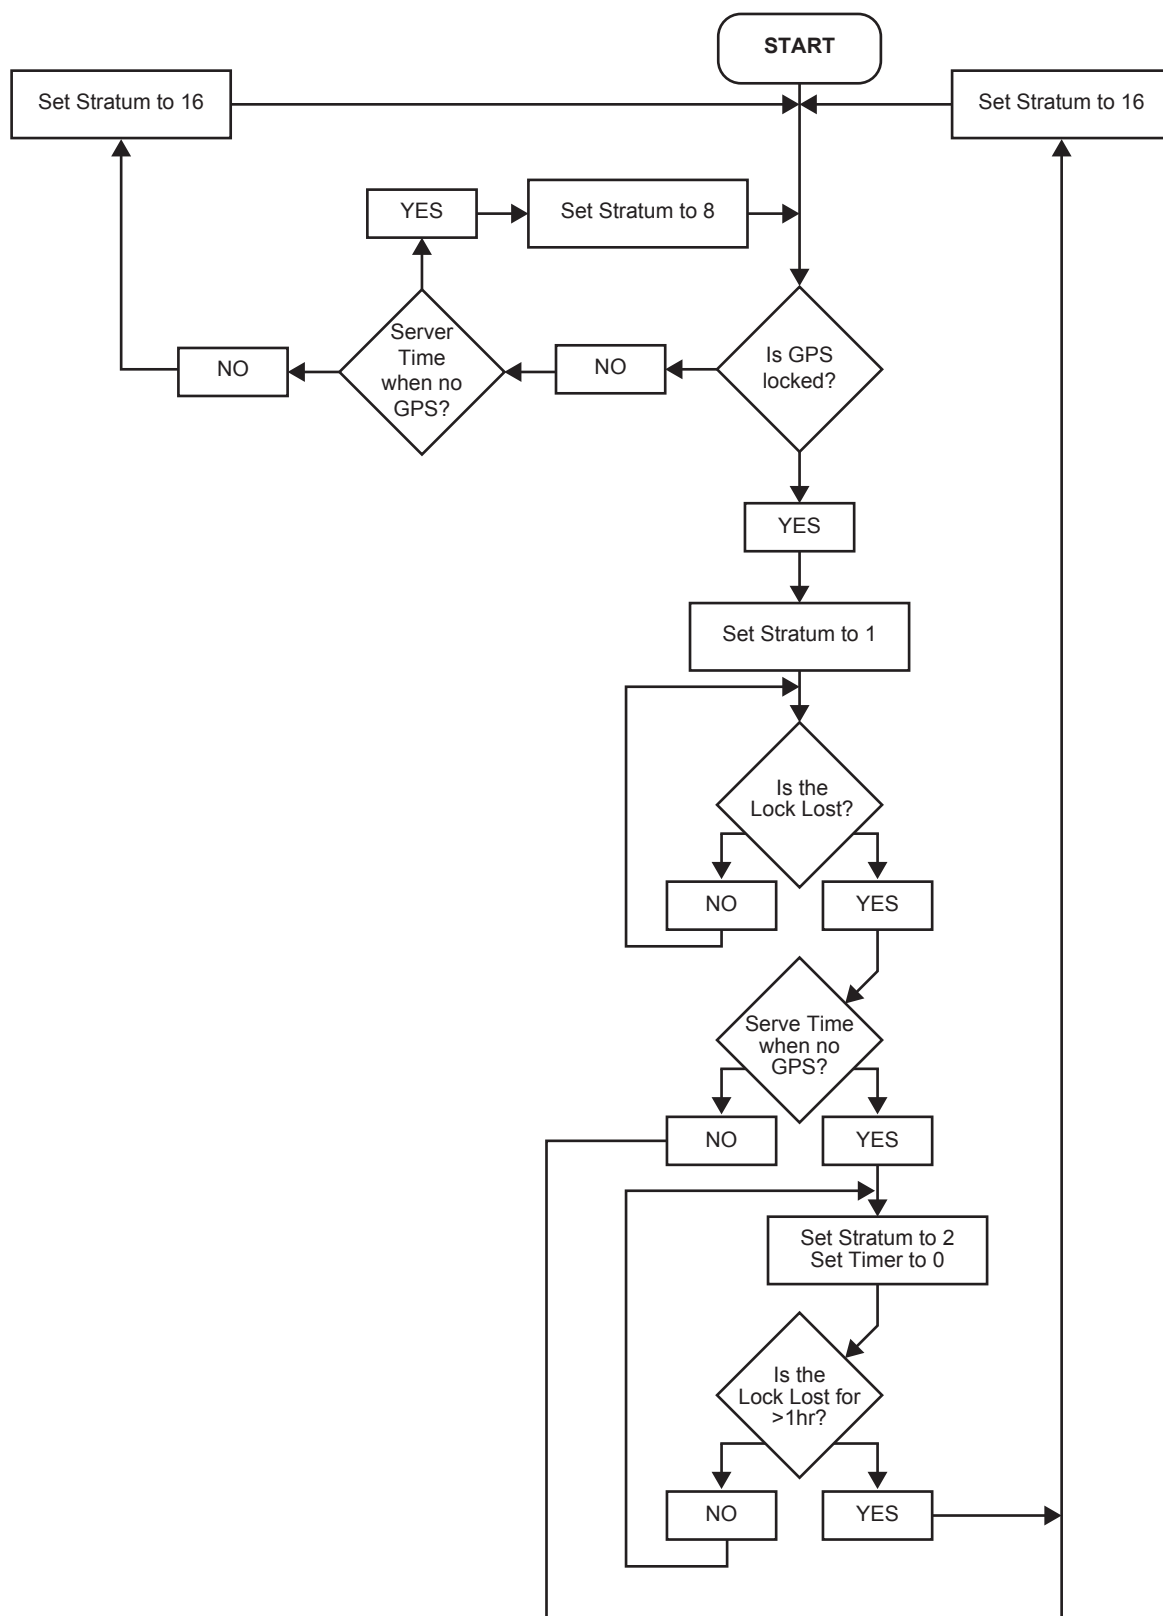 START
Set Stratum to 16
Set Stratum to 16
YES
Set Stratum to 8
Server
Time
when no
GPS?
NO
NO
Is GPS
locked?
YES
Set Stratum to 1
Is the
Lock Lost?
NO
YES
Serve Time
when no
GPS?
NO
YES
Set Stratum to 2
Set Timer to 0
Is the
Lock Lost for
>1hr?
NO
YES